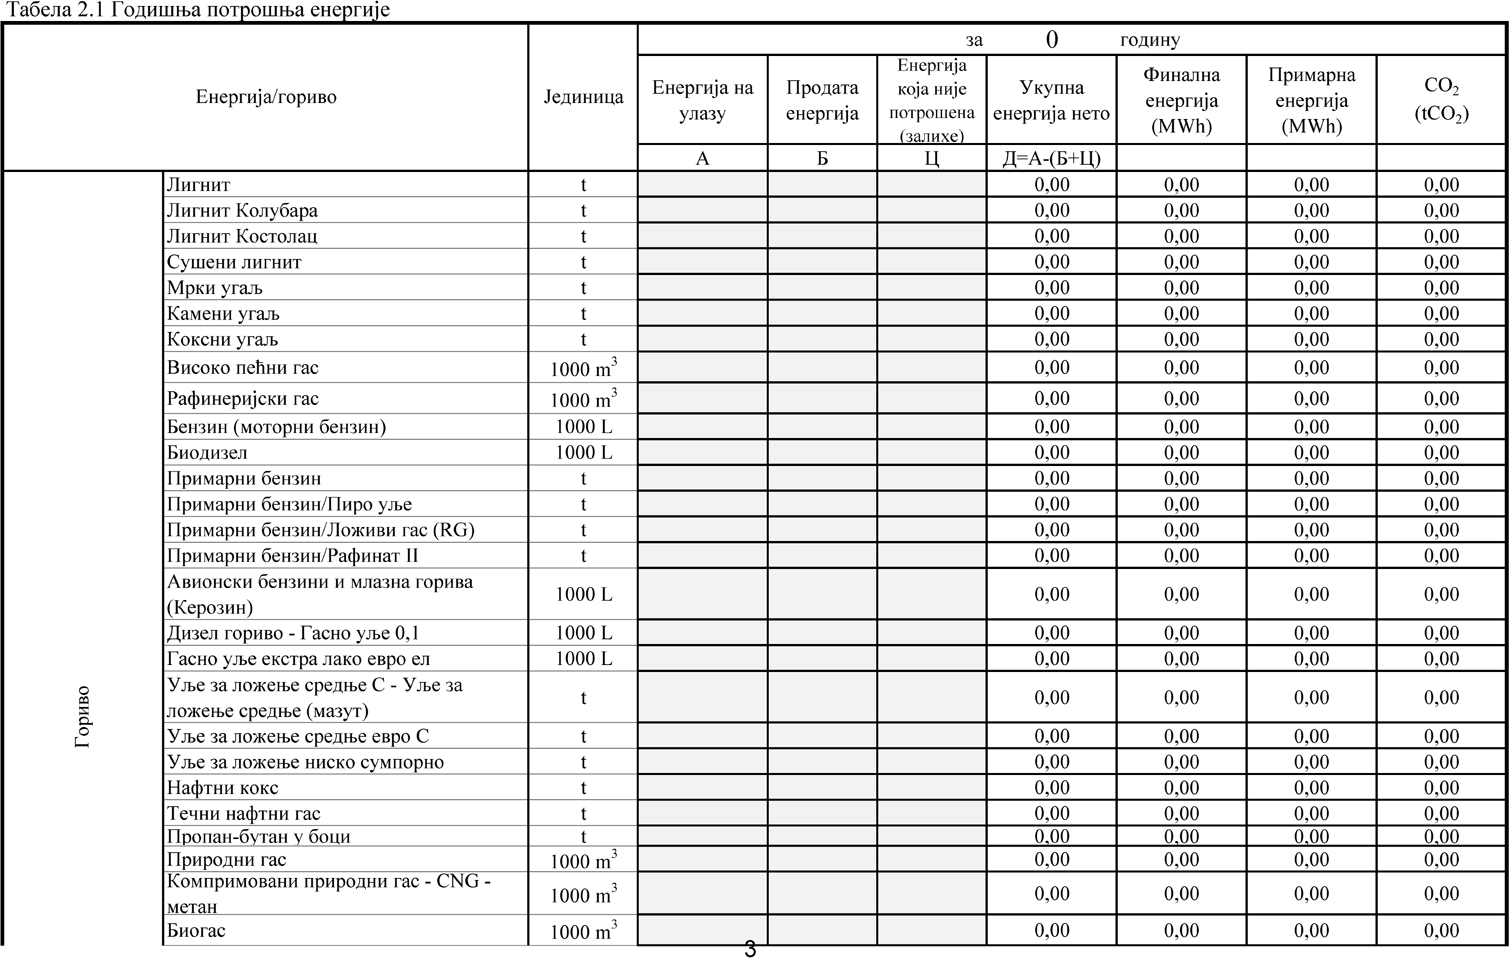 Табела 2.1 Годишња потрошња енергије
за 0 годину
Енергија/гориво Јединица Енергија на улазу Продата енергија Енергија која није потрошена (залихе) Укупна енергија нето Финална енергија (MWh) Примарна енергија (MWh) CO₂ (tCO₂)
А Б Ц Д=А-(Б+Ц)
Гориво
Лигнит t 0,00 0,00 0,00 0,00
Лигнит Колубара t 0,00 0,00 0,00 0,00
Лигнит Костолац t 0,00 0,00 0,00 0,00
Сушени лигнит t 0,00 0,00 0,00 0,00
Мрки угаљ t 0,00 0,00 0,00 0,00
Камени угаљ t 0,00 0,00 0,00 0,00
Коксни угаљ t 0,00 0,00 0,00 0,00
Високо пећни гас 1000 m³ 0,00 0,00 0,00 0,00
Рафинеријски гас 1000 m³ 0,00 0,00 0,00 0,00
Бензин (моторни бензин) 1000 L 0,00 0,00 0,00 0,00
Биодизел 1000 L 0,00 0,00 0,00 0,00
Примарни бензин t 0,00 0,00 0,00 0,00
Примарни бензин/Пиро уље t 0,00 0,00 0,00 0,00
Примарни бензин/Ложиви гас (RG) t 0,00 0,00 0,00 0,00
Примарни бензин/Рафинат II t 0,00 0,00 0,00 0,00
Авионски бензини и млазна горива
(Керозин) 1000 L 0,00 0,00 0,00 0,00
Дизел гориво - Гасно уље 0,1 1000 L 0,00 0,00 0,00 0,00
Гасно уље екстра лако евро ел 1000 L 0,00 0,00 0,00 0,00
Уље за ложење средње С - Уље за
ложење средње (мазут) t 0,00 0,00 0,00 0,00
Уље за ложење средње евро С t 0,00 0,00 0,00 0,00
Уље за ложење ниско сумпорно t 0,00 0,00 0,00 0,00
Нафтни кокс t 0,00 0,00 0,00 0,00
Течни нафтни гас t 0,00 0,00 0,00 0,00
Пропан-бутан у боци t 0,00 0,00 0,00 0,00
Природни гас 1000 m³ 0,00 0,00 0,00 0,00
Компримовани природни гас - CNG -
метан 1000 m³ 0,00 0,00 0,00 0,00
Биогас 1000 m³ 0,00 0,00 0,00 0,00
3